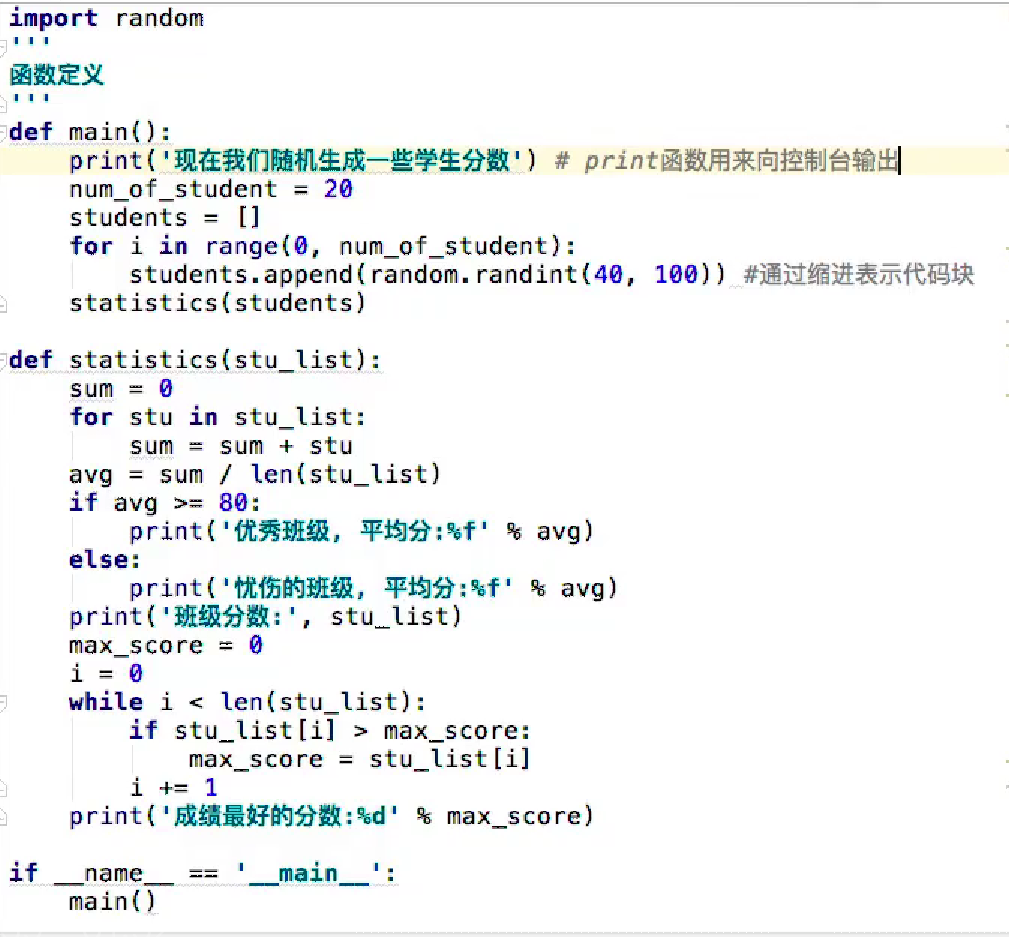 import random
'''
函数定义
'''
def main():
    print('现在我们随机生成一些学生分数') # print函数用来向控制台输出
    num_of_student = 20
    students = []
    for i in range(0, num_of_student):
        students.append(random.randint(40, 100)) #通过缩进表示代码块
    statistics(students)

def statistics(stu_list):
    sum = 0
    for stu in stu_list:
        sum = sum + stu
    avg = sum / len(stu_list)
    if avg >= 80:
        print('优秀班级, 平均分:%f' % avg)
    else:
        print('忧伤的班级, 平均分:%f' % avg)
    print('班级分数:', stu_list)
    max_score = 0
    i = 0
    while i < len(stu_list):
        if stu_list[i] > max_score:
            max_score = stu_list[i]
        i += 1
    print('成绩最好的分数:%d' % max_score)

if __name__ == '__main__':
    main()